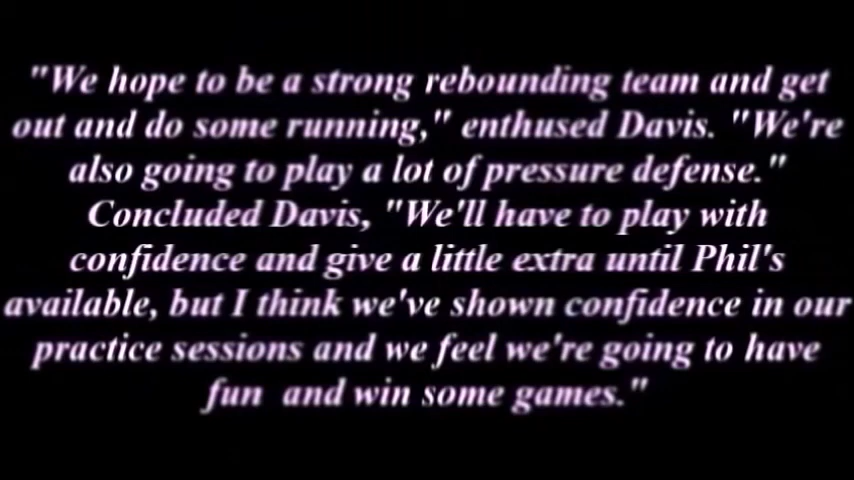 "We hope to be a strong rebounding team and get
out and do some running," enthused Davis. "We're
also going to play a lot of pressure defense."
Concluded Davis, "We'll have to play with
confidence and give a little extra until Phil's
available, but I think we've shown confidence in our
practice sessions and we feel we're going to have
fun  and win some games."